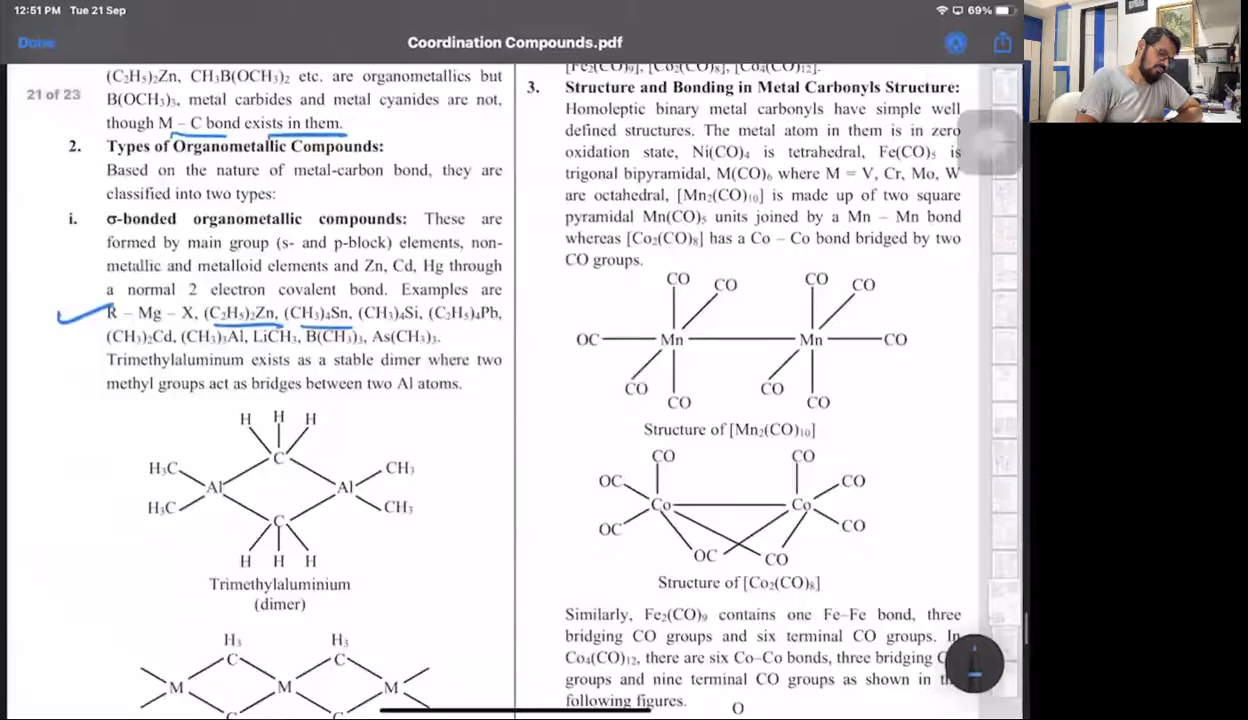 12:51 PM Tue 21 Sep
69%
Done
Coordination Compounds.pdf
21 of 23
(C₂H₅)₂Zn, CH₃B(OCH₃)₂ etc. are organometallics but
B(OCH₃)₃, metal carbides and metal cyanides are not,
though M – C bond exists in them.
2. Types of Organometallic Compounds:
Based on the nature of metal-carbon bond, they are
classified into two types:
i. σ-bonded organometallic compounds: These are
formed by main group (s- and p-block) elements, non-
metallic and metalloid elements and Zn, Cd, Hg through
a normal 2 electron covalent bond. Examples are
R – Mg – X, (C₂H₅)₂Zn, (CH₃)₄Sn, (CH₃)₄Si, (C₂H₅)₄Pb,
(CH₃)₂Cd, (CH₃)₃Al, LiCH₃, B(CH₃)₃, As(CH₃)₃.
Trimethylaluminum exists as a stable dimer where two
methyl groups act as bridges between two Al atoms.
H H H
C
H₃C CH₃
Al Al
H₃C CH₃
C
H H H
Trimethylaluminium
(dimer)
H₃ H₃
C C
M M M
C C
[Fe₂(CO)₉], [Co₂(CO)₈], [Co₄(CO)₁₂].
3. Structure and Bonding in Metal Carbonyls Structure:
Homoleptic binary metal carbonyls have simple well
defined structures. The metal atom in them is in zero
oxidation state, Ni(CO)₄ is tetrahedral, Fe(CO)₅ is
trigonal bipyramidal, M(CO)₆ where M = V, Cr, Mo, W
are octahedral, [Mn₂(CO)₁₀] is made up of two square
pyramidal Mn(CO)₅ units joined by a Mn – Mn bond
whereas [Co₂(CO)₈] has a Co – Co bond bridged by two
CO groups.
CO CO CO CO
OC Mn Mn CO
CO CO CO CO
Structure of [Mn₂(CO)₁₀]
CO CO
OC CO
Co Co
OC CO
OC CO
Structure of [Co₂(CO)₈]
Similarly, Fe₂(CO)₉ contains one Fe–Fe bond, three
bridging CO groups and six terminal CO groups. In
Co₄(CO)₁₂, there are six Co–Co bonds, three bridging
groups and nine terminal CO groups as shown in
following figures.
O